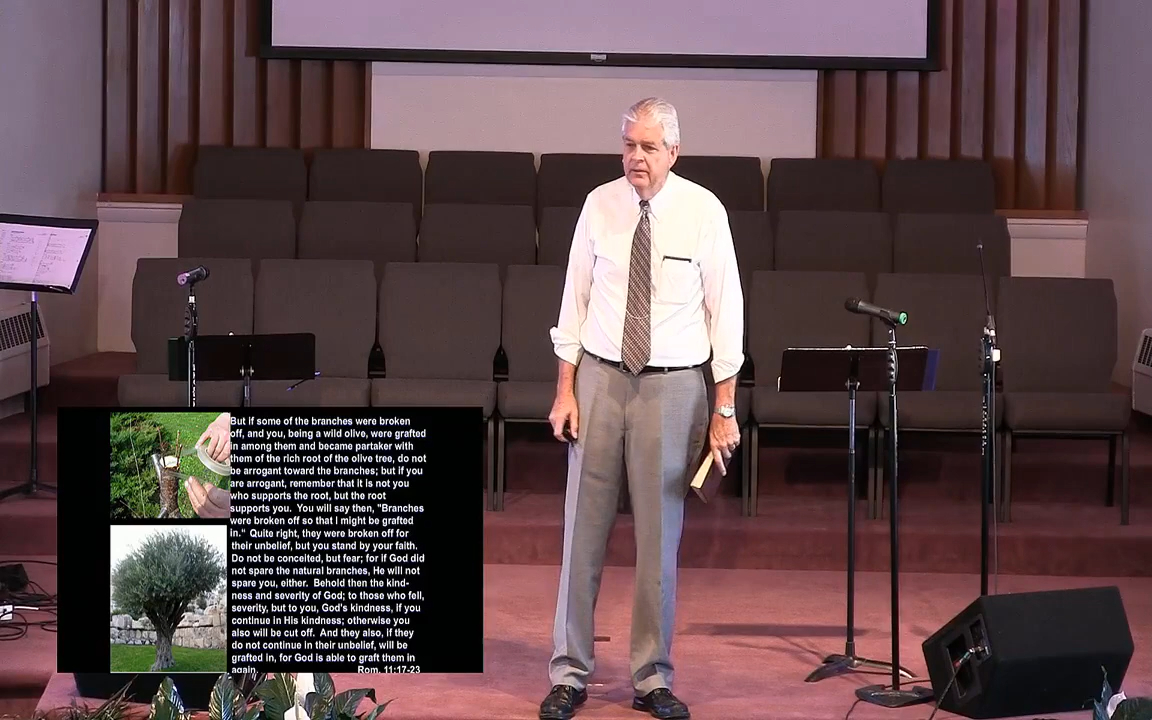 But if some of the branches were broken
off, and you, being a wild olive, were grafted
in among them and became partaker with
them of the rich root of the olive tree, do not
be arrogant toward the branches; but if you
are arrogant, remember that it is not you
who supports the root, but the root
supports you.  You will say then, "Branches
were broken off so that I might be grafted
in."  Quite right, they were broken off for
their unbelief, but you stand by your faith.
Do not be conceited, but fear; for if God did
not spare the natural branches, He will not
spare you, either.  Behold then the kind-
ness and severity of God; to those who fell,
severity, but to you, God's kindness, if you
continue in His kindness; otherwise you
also will be cut off.  And they also, if they
do not continue in their unbelief, will be
grafted in, for God is able to graft them in
again.                    Rom. 11:17-23